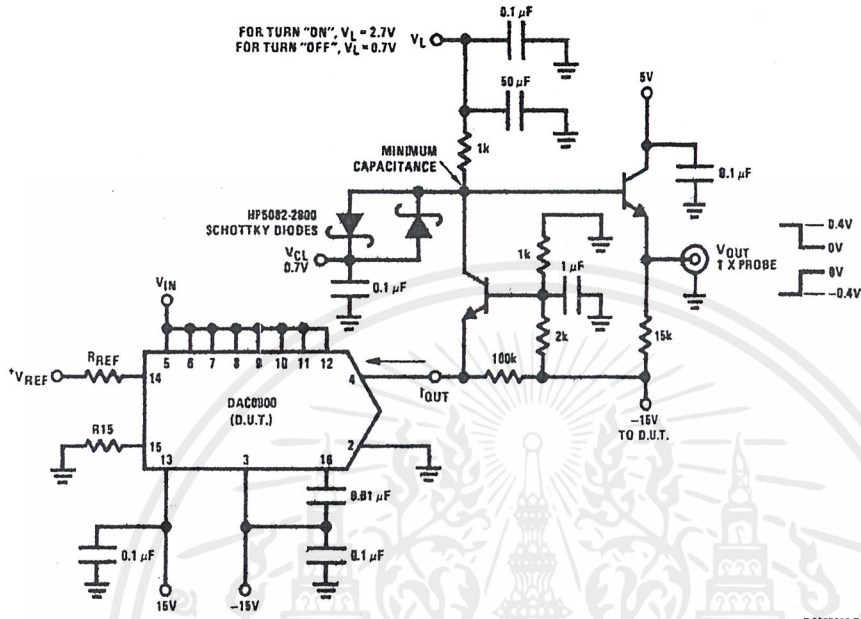 FOR TURN "ON", VL = 2.7V
FOR TURN "OFF", VL = 0.7V
VL
0.1 µF
50 µF
5V
1k
MINIMUM
CAPACITANCE
0.1 µF
HP5082-2800
SCHOTTKY DIODES
VCL
0.7V
0.1 µF
1k
1 µF
2k
VOUT
1 X PROBE
0.4V
0V
0V
-0.4V
15k
VIN
RREF
+VREF
5 6 7 8 9 10 11 12
14
DAC0800
(D.U.T.)
4
IOUT
100k
-15V
TO D.U.T.
R15
15
13
3
16
2
0.01 µF
0.1 µF
0.1 µF
15V
-15V